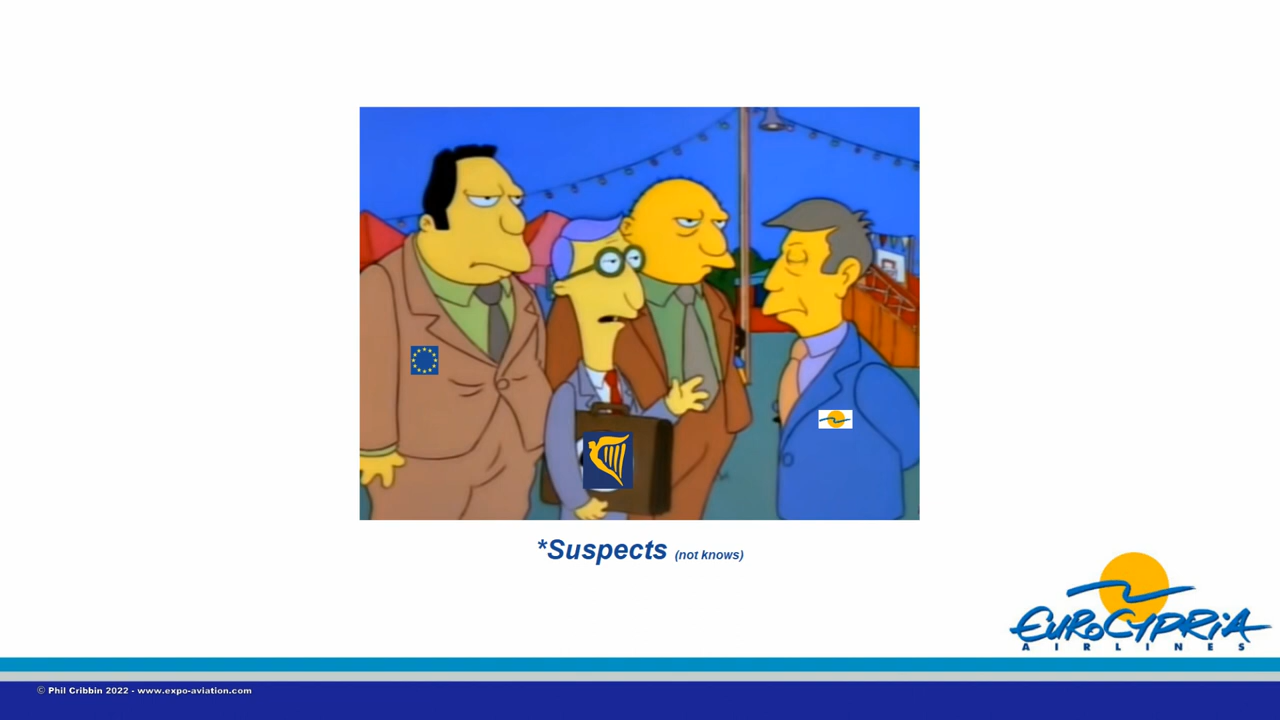 *Suspects (not knows)
EUROCYPRIA
AIRLINES
© Phil Cribbin 2022 - www.expo-aviation.com